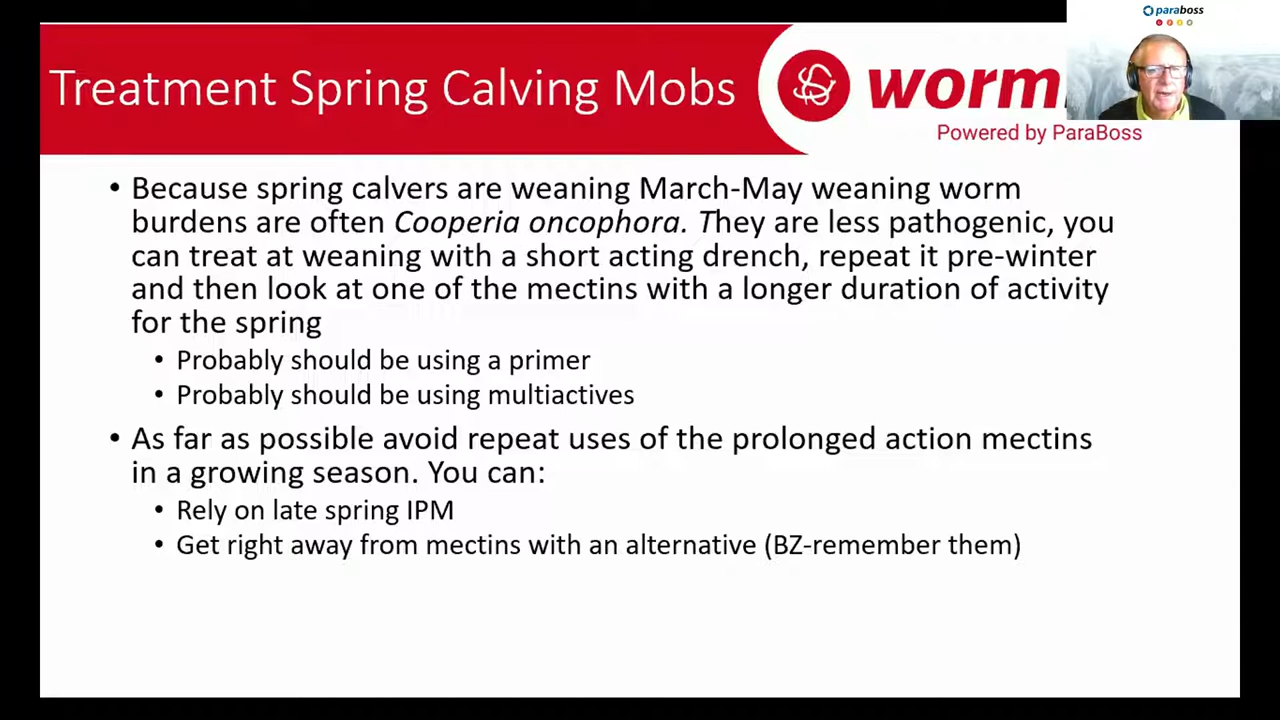 paraboss
Treatment Spring Calving Mobs
worm
Powered by ParaBoss
• Because spring calvers are weaning March-May weaning worm
burdens are often Cooperia oncophora. They are less pathogenic, you
can treat at weaning with a short acting drench, repeat it pre-winter
and then look at one of the mectins with a longer duration of activity
for the spring
• Probably should be using a primer
• Probably should be using multiactives
• As far as possible avoid repeat uses of the prolonged action mectins
in a growing season. You can:
• Rely on late spring IPM
• Get right away from mectins with an alternative (BZ-remember them)